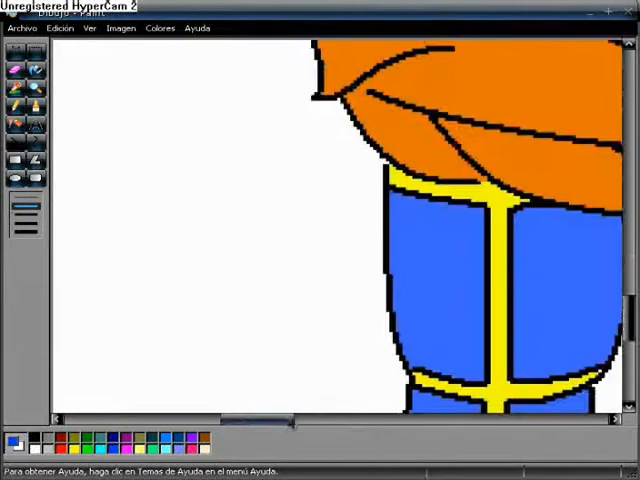 Unregistered HyperCam 2
Dibujo - Paint
Archivo Edición Ver Imagen Colores Ayuda
Para obtener Ayuda, haga clic en Temas de Ayuda en el menú Ayuda.